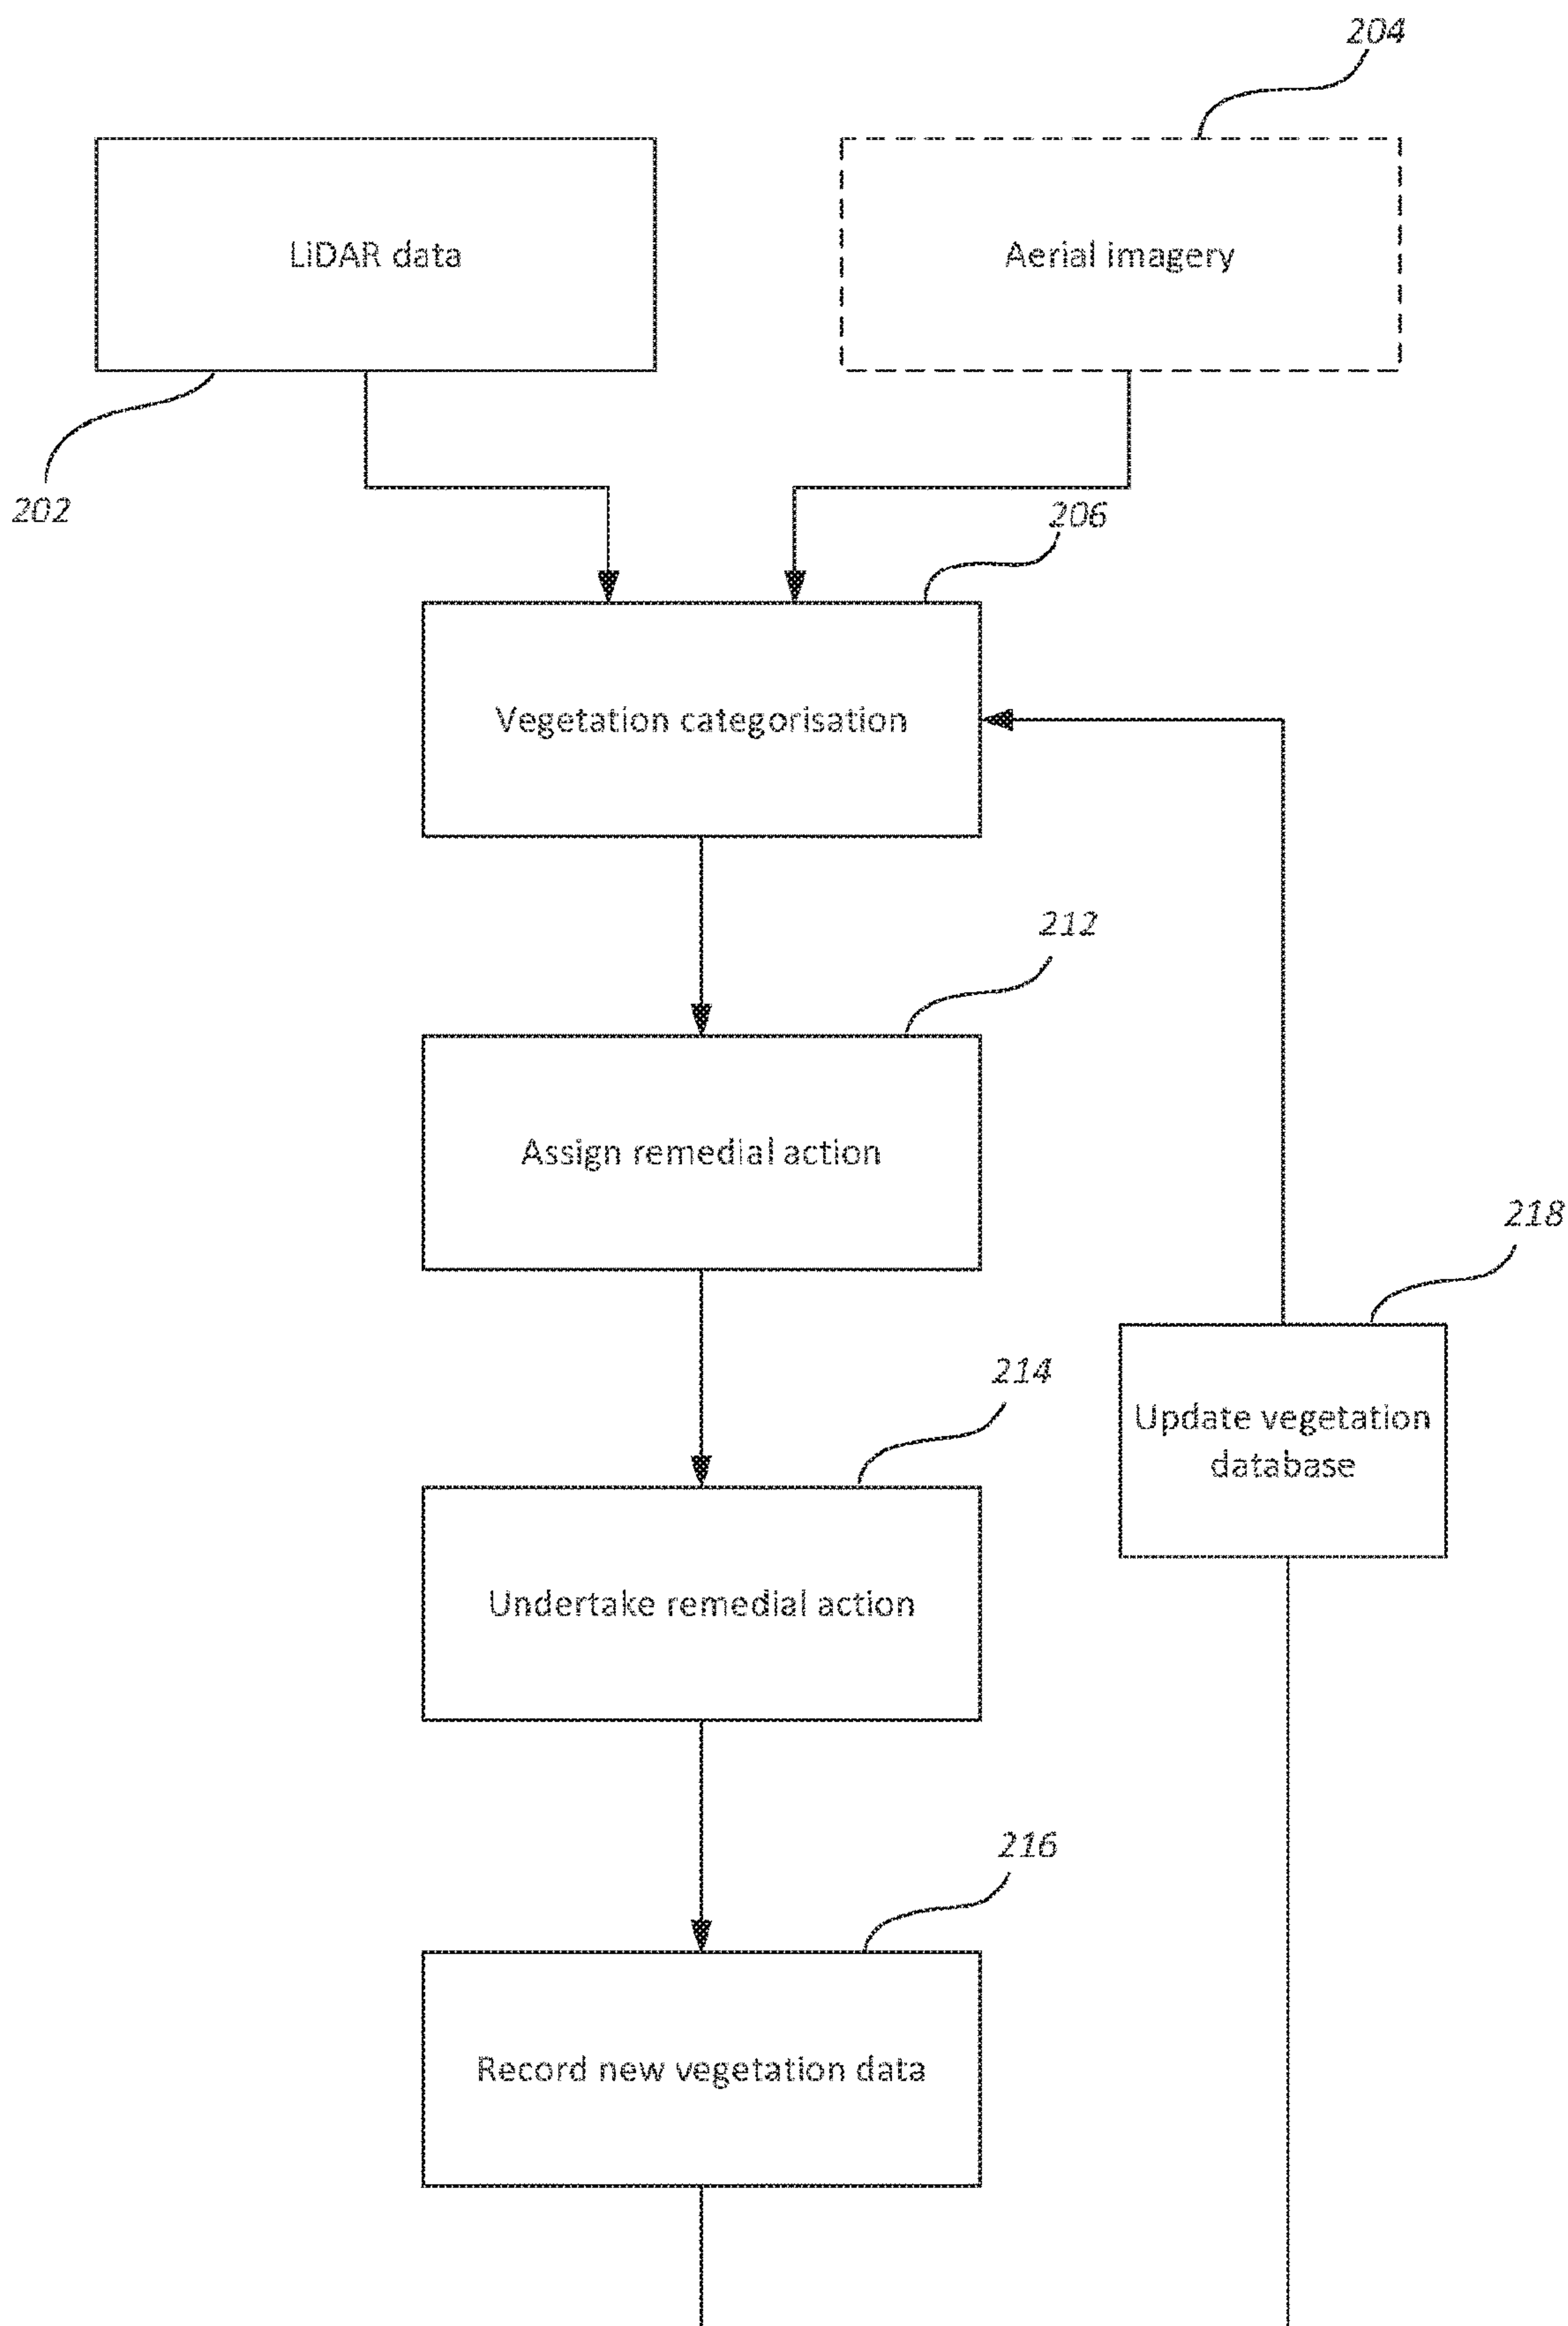 204
LiDAR data
Aerial imagery
202
206
Vegetation categorisation
212
Assign remedial action
218
214
Update vegetation
database
Undertake remedial action
216
Record new vegetation data